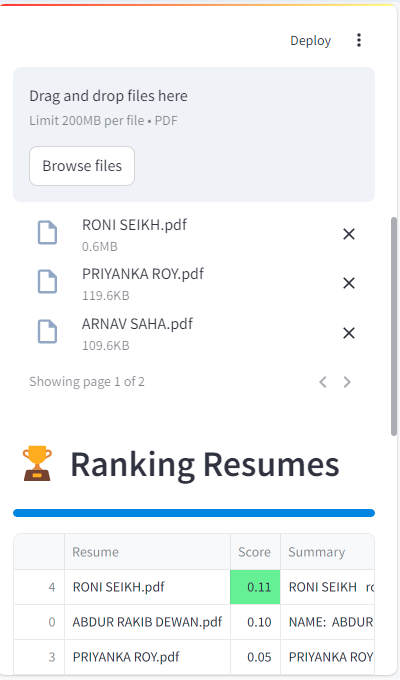 Deploy
Drag and drop files here
Limit 200MB per file • PDF
Browse files
RONI SEIKH.pdf
0.6MB
PRIYANKA ROY.pdf
119.6KB
ARNAV SAHA.pdf
109.6KB
Showing page 1 of 2
Ranking Resumes
Resume Score Summary
4 RONI SEIKH.pdf 0.11 RONI SEIKH
0 ABDUR RAKIB DEWAN.pdf 0.10 NAME: ABDUR
3 PRIYANKA ROY.pdf 0.05 PRIYANKA ROY